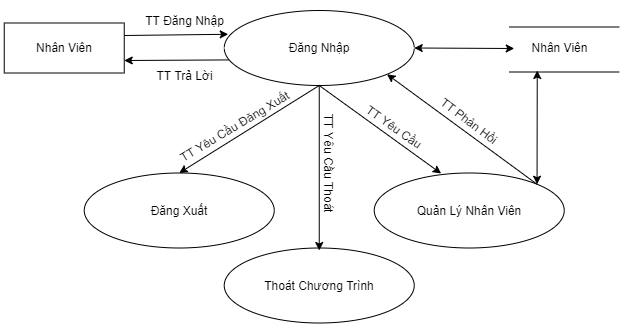 TT Đăng Nhập
Nhân Viên
Đăng Nhập
Nhân Viên
TT Trả Lời
TT Yêu Cầu Đăng Xuất
TT Yêu Cầu Thoát
TT Yêu Cầu
TT Phản Hồi
Đăng Xuất
Quản Lý Nhân Viên
Thoát Chương Trình